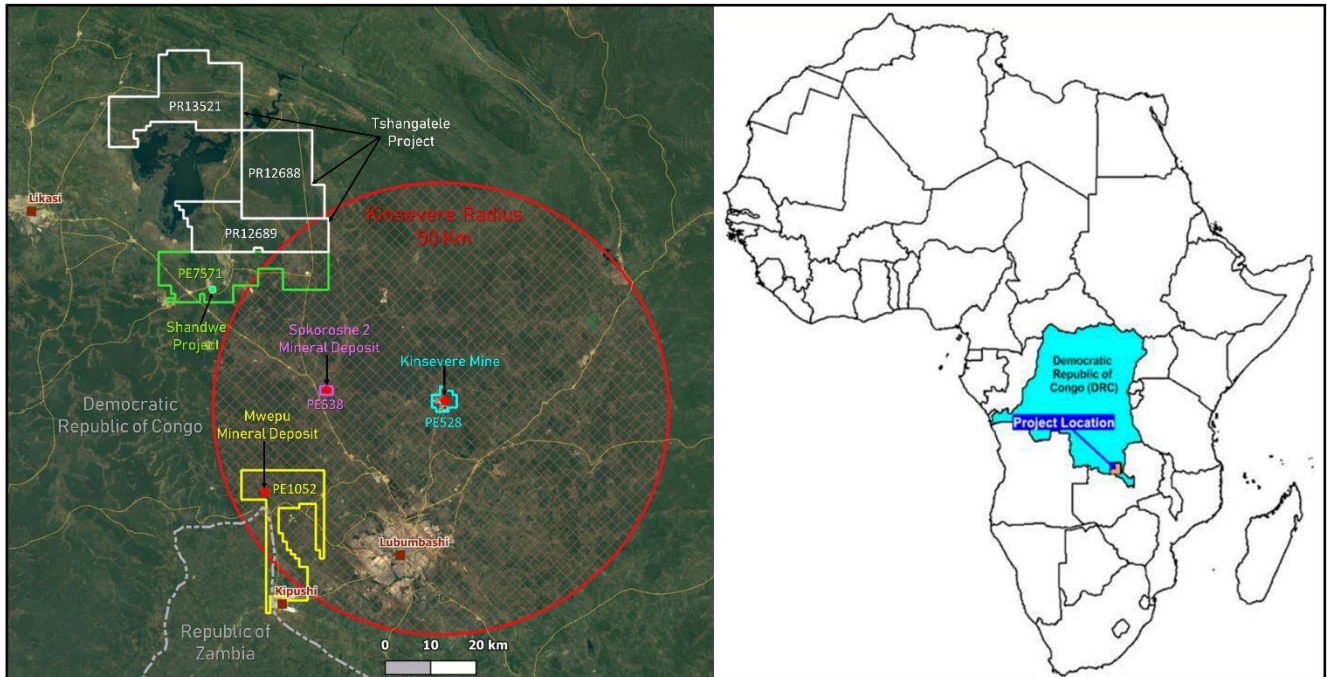 PR13521
Tshangalele
Project
PR12688
Likasi
Kinsevere Radius
50 Km
PR12689
PE7571
Shandwe
Project
Sokoroshe 2
Mineral Deposit
Kinsevere Mine
PE538
PE528
Democratic
Republic of Congo
Mwepu
Mineral Deposit
PE1052
Lubumbashi
Kipushi
Republic of
Zambia
0 10 20 km
Democratic
Republic of
Congo (DRC)
Project Location